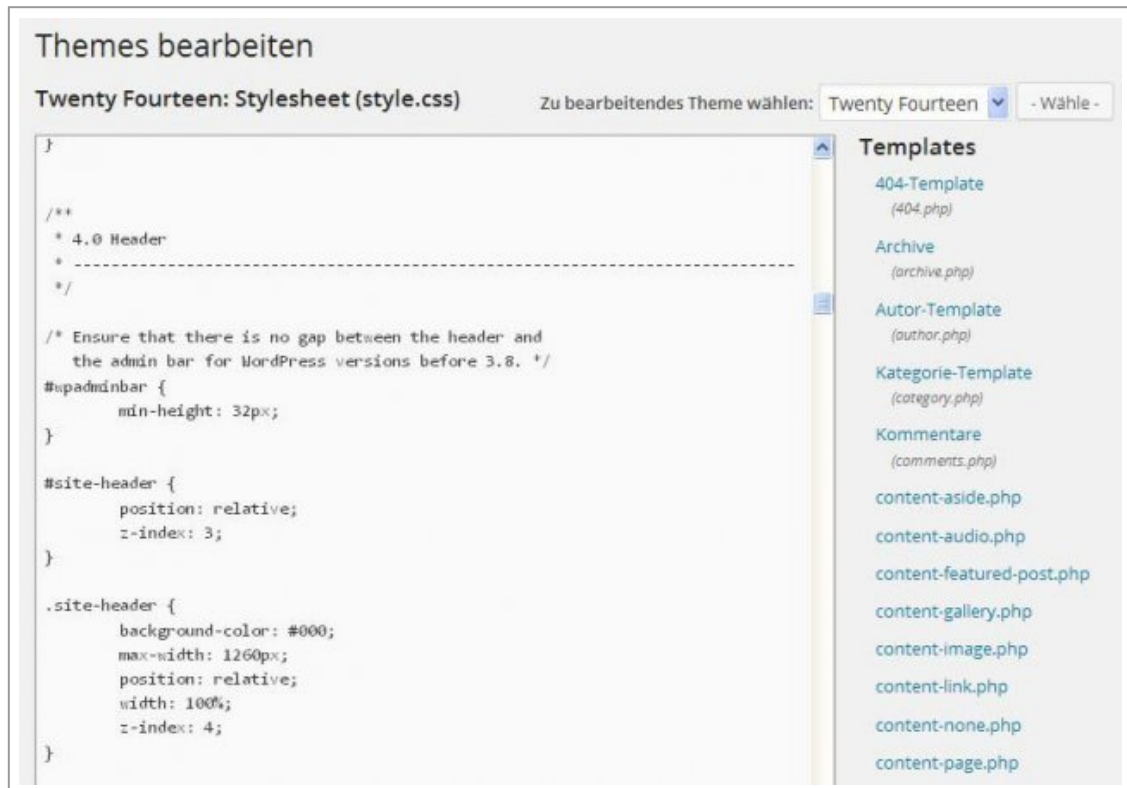 Themes bearbeiten
Twenty Fourteen: Stylesheet (style.css)
Zu bearbeitendes Theme wählen: Twenty Fourteen - Wähle -
}
/**
 * 4.0 Header
 * ------------------------------------------------------------------------------
 */
/* Ensure that there is no gap between the header and
   the admin bar for WordPress versions before 3.8. */
#wpadminbar {
        min-height: 32px;
}
#site-header {
        position: relative;
        z-index: 3;
}
.site-header {
        background-color: #000;
        max-width: 1260px;
        position: relative;
        width: 100%;
        z-index: 4;
}
Templates
404-Template
(404.php)
Archive
(archive.php)
Autor-Template
(author.php)
Kategorie-Template
(category.php)
Kommentare
(comments.php)
content-aside.php
content-audio.php
content-featured-post.php
content-gallery.php
content-image.php
content-link.php
content-none.php
content-page.php